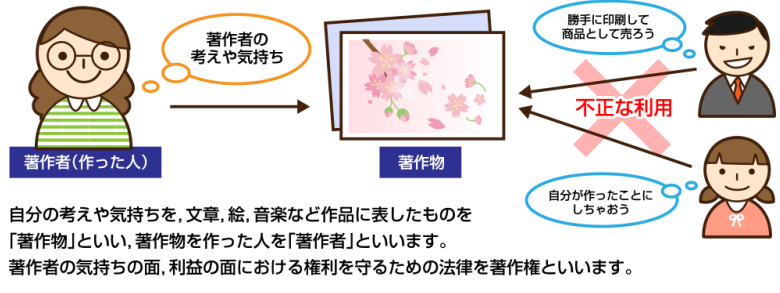 著作者の
考えや気持ち
勝手に印刷して
商品として売ろう
不正な利用
著作者(作った人)
著作物
自分が作ったことに
しちゃおう
自分の考えや気持ちを,文章,絵,音楽など作品に表したものを
「著作物」といい,著作物を作った人を「著作者」といいます。
著作者の気持ちの面,利益の面における権利を守るための法律を著作権といいます。